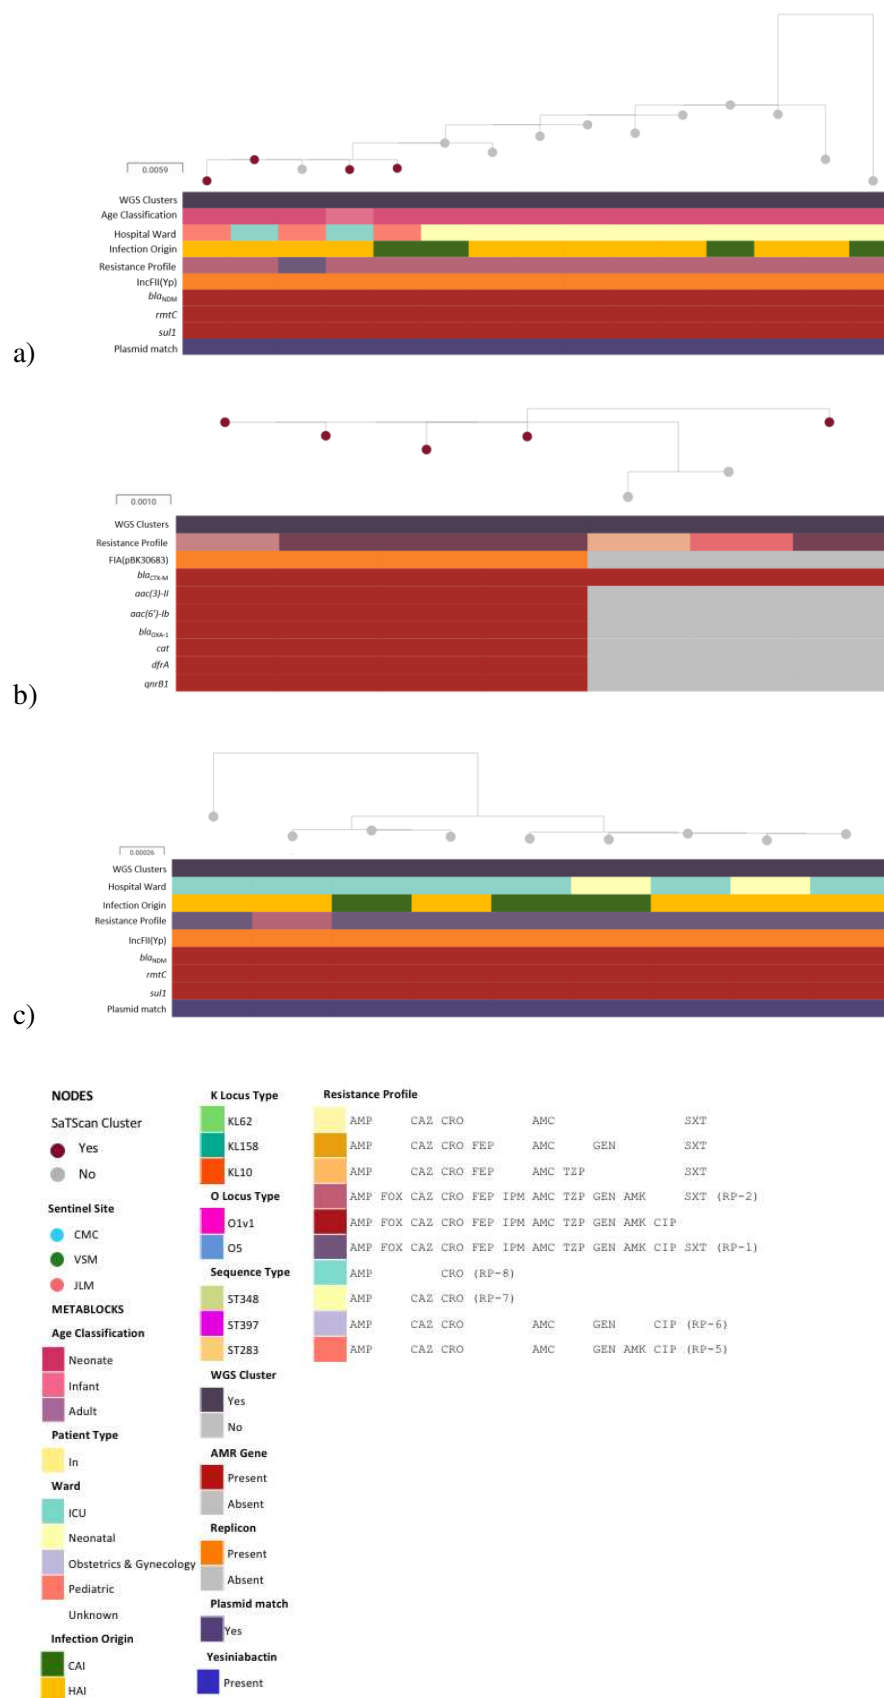 0.0059
WGS Clusters
Age Classification
Hospital Ward
Infection Origin
Resistance Profile
IncFII(Yp)
blaNDM
rmtC
sul1
Plasmid match
a)
0.0010
WGS Clusters
Resistance Profile
FIA(pBK30683)
blaCTX-M
aac(3)-II
aac(6')-Ib
blaOXA-1
cat
dfrA
qnrB1
b)
0.00026
WGS Clusters
Hospital Ward
Infection Origin
Resistance Profile
IncFII(Yp)
blaNDM
rmtC
sul1
Plasmid match
c)
NODES
SaTScan Cluster
Yes
No
Sentinel Site
CMC
VSM
JLM
METABLOCKS
Age Classification
Neonate
Infant
Adult
Patient Type
In
Ward
ICU
Neonatal
Obstetrics & Gynecology
Pediatric
Unknown
Infection Origin
CAI
HAI
K Locus Type
KL62
KL158
KL10
O Locus Type
O1v1
O5
Sequence Type
ST348
ST397
ST283
WGS Cluster
Yes
No
AMR Gene
Present
Absent
Replicon
Present
Absent
Plasmid match
Yes
Yesiniabactin
Present
Resistance Profile
AMP CAZ CRO AMC SXT
AMP CAZ CRO FEP AMC GEN SXT
AMP CAZ CRO FEP AMC TZP SXT
AMP FOX CAZ CRO FEP IPM AMC TZP GEN AMK SXT (RP-2)
AMP FOX CAZ CRO FEP IPM AMC TZP GEN AMK CIP
AMP FOX CAZ CRO FEP IPM AMC TZP GEN AMK CIP SXT (RP-1)
AMP CRO (RP-8)
AMP CAZ CRO (RP-7)
AMP CAZ CRO AMC GEN CIP (RP-6)
AMP CAZ CRO AMC GEN AMK CIP (RP-5)